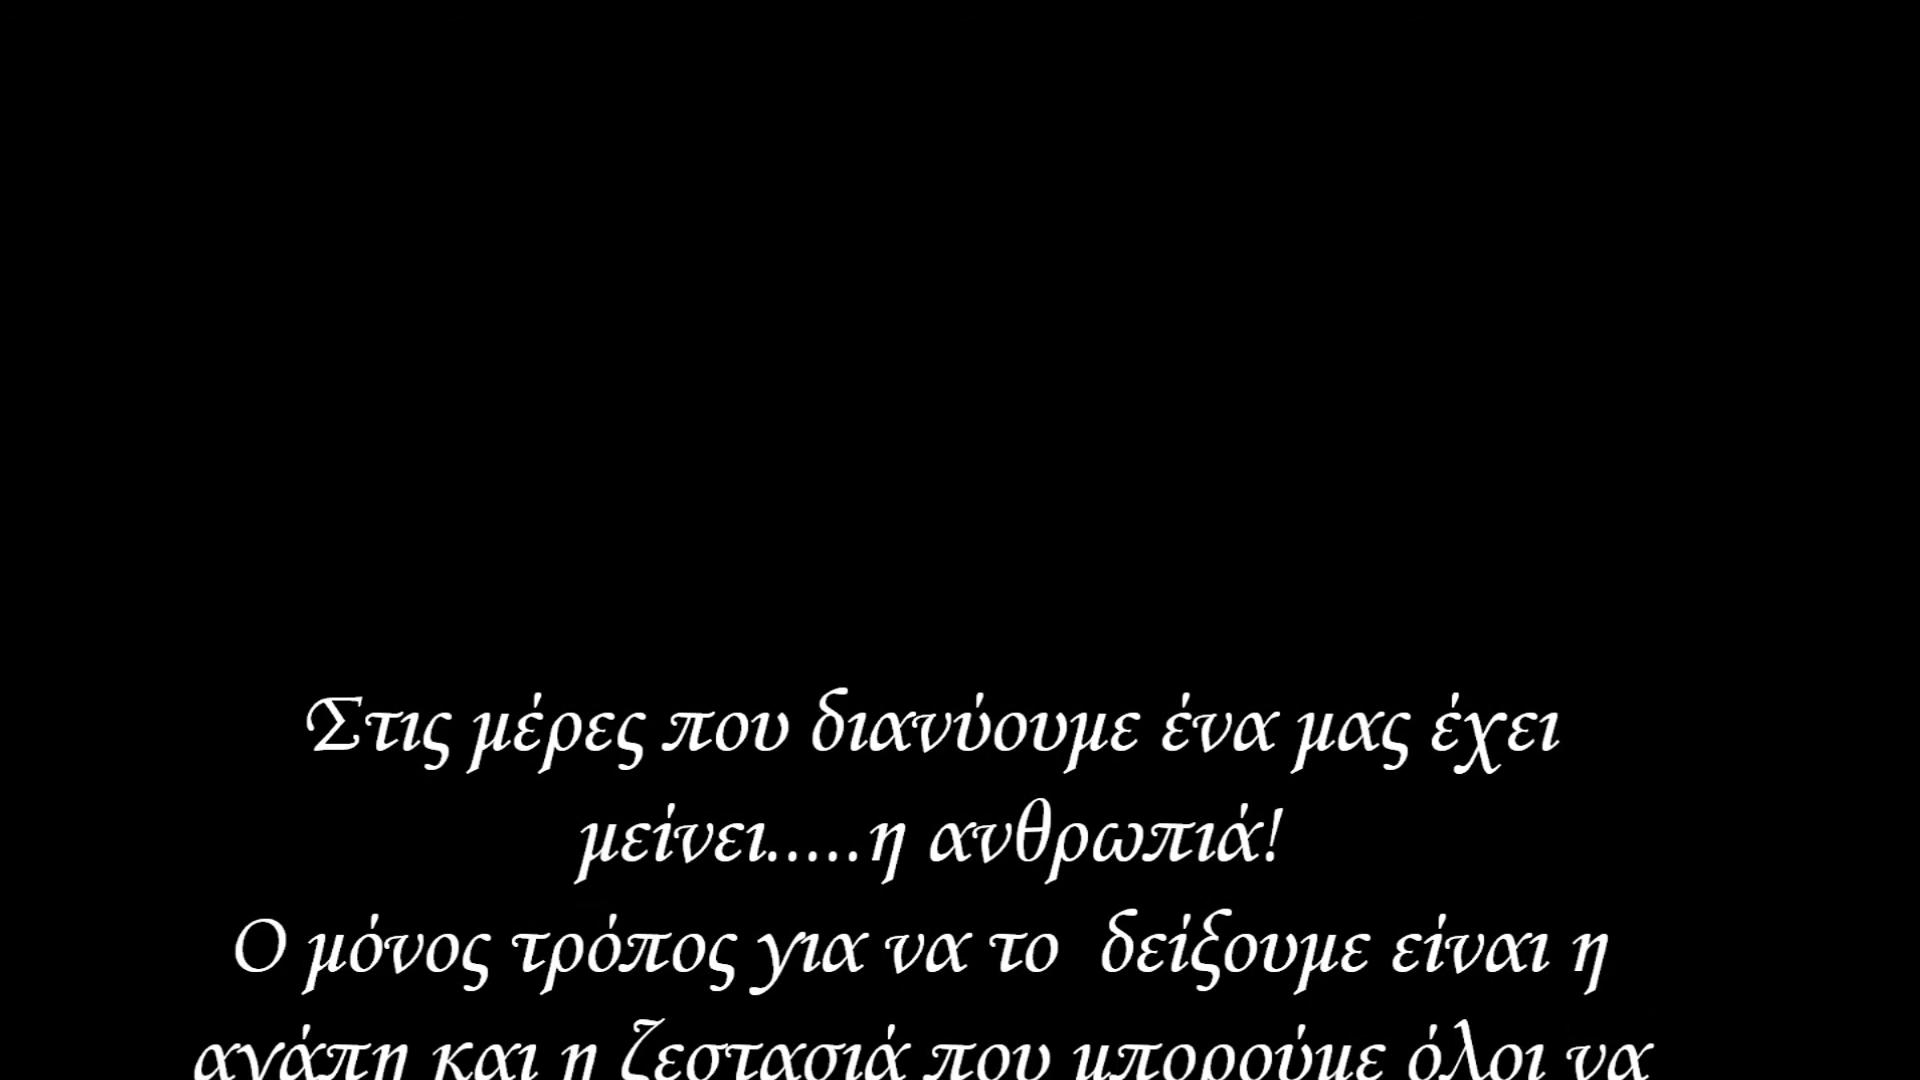 Στις μέρες που διανύουμε ένα μας έχει
μείνει.....η ανθρωπιά!
Ο μόνος τρόπος για να το  δείξουμε είναι η
αγάπη και η ζεστασιά που μπορούμε όλοι να